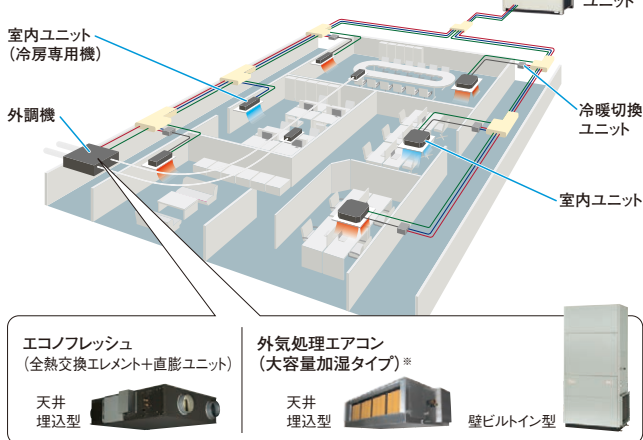 ユニット
室内ユニット
（冷房専用機）
外調機
冷暖切換
ユニット
室内ユニット
エコノフレッシュ
（全熱交換エレメント+直膨ユニット）
天井
埋込型
外気処理エアコン
（大容量加湿タイプ）※
天井
埋込型
壁ビルトイン型